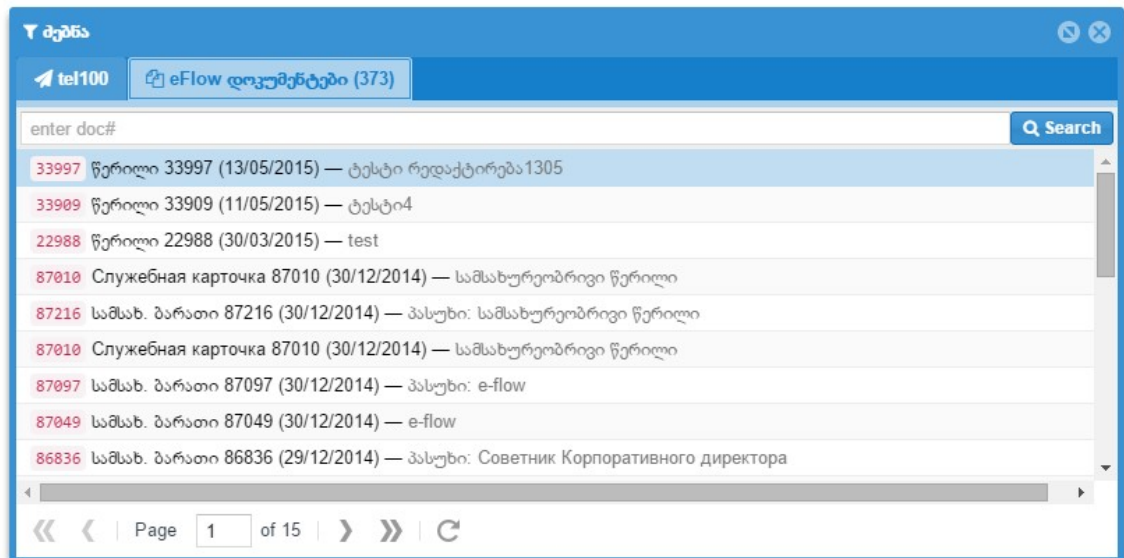 ძებნა
tel100 eFlow დოკუმენტები (373)
enter doc# Search
33997 წერილი 33997 (13/05/2015) — ტესტი რედაქტირება1305
33909 წერილი 33909 (11/05/2015) — ტესტი4
22988 წერილი 22988 (30/03/2015) — test
87010 Служебная карточка 87010 (30/12/2014) — სამსახურეობრივი წერილი
87216 სამსახ. ბარათი 87216 (30/12/2014) — პასუხი: სამსახურეობრივი წერილი
87010 Служебная карточка 87010 (30/12/2014) — სამსახურეობრივი წერილი
87097 სამსახ. ბარათი 87097 (30/12/2014) — პასუხი: e-flow
87049 სამსახ. ბარათი 87049 (30/12/2014) — e-flow
86836 სამსახ. ბარათი 86836 (29/12/2014) — პასუხი: Советник Корпоративного директора
Page 1 of 15